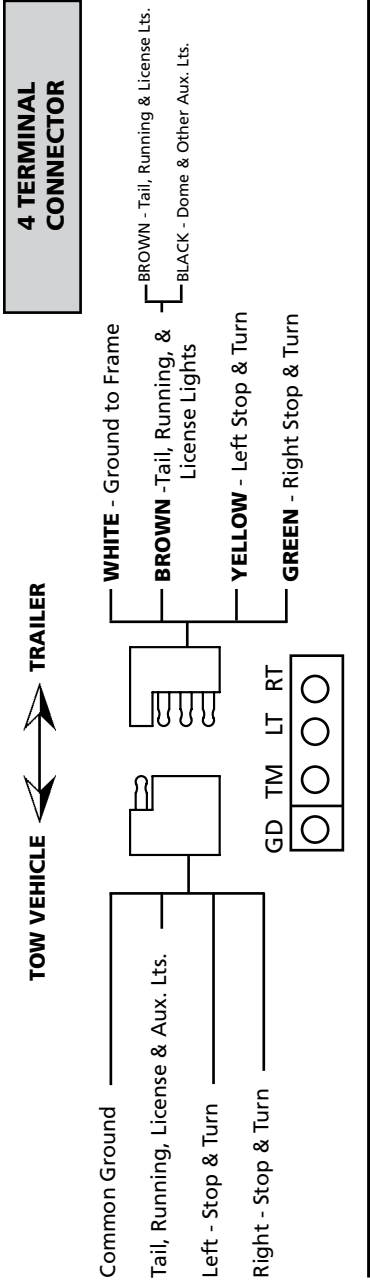 4 TERMINAL
CONNECTOR
TOW VEHICLE
TRAILER
Common Ground
Tail, Running, License & Aux. Lts.
Left - Stop & Turn
Right - Stop & Turn
WHITE - Ground to Frame
BROWN -Tail, Running, &
License Lights
BROWN - Tail, Running & License Lts.
BLACK - Dome & Other Aux. Lts.
YELLOW - Left Stop & Turn
GREEN - Right Stop & Turn
GD TM LT RT